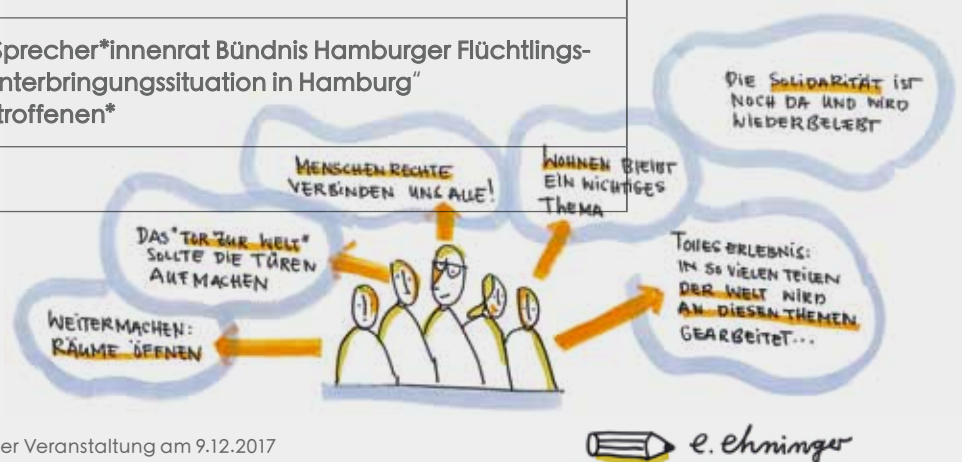 Sprecher*innenrat Bündnis Hamburger Flüchtlings-
nterbringungssituation in Hamburg“
troffenen*
DIE SOLIDARITÄT IST
NOCH DA UND WIRD
WIEDERBELEBT
MENSCHENRECHTE
VERBINDEN UNS ALLE!
WOHNEN BLEIBT
EIN WICHTIGES
THEMA
DAS "TOR ZUR WELT"
SOLLTE DIE TÜREN
AUFMACHEN
TOLLES ERLEBNIS:
IN SO VIELEN TEILEN
DER WELT WIRD
AN DIESEN THEMEN
GEARBEITET...
WEITERMACHEN:
RÄUME ÖFFNEN
er Veranstaltung am 9.12.2017
e. ehninger